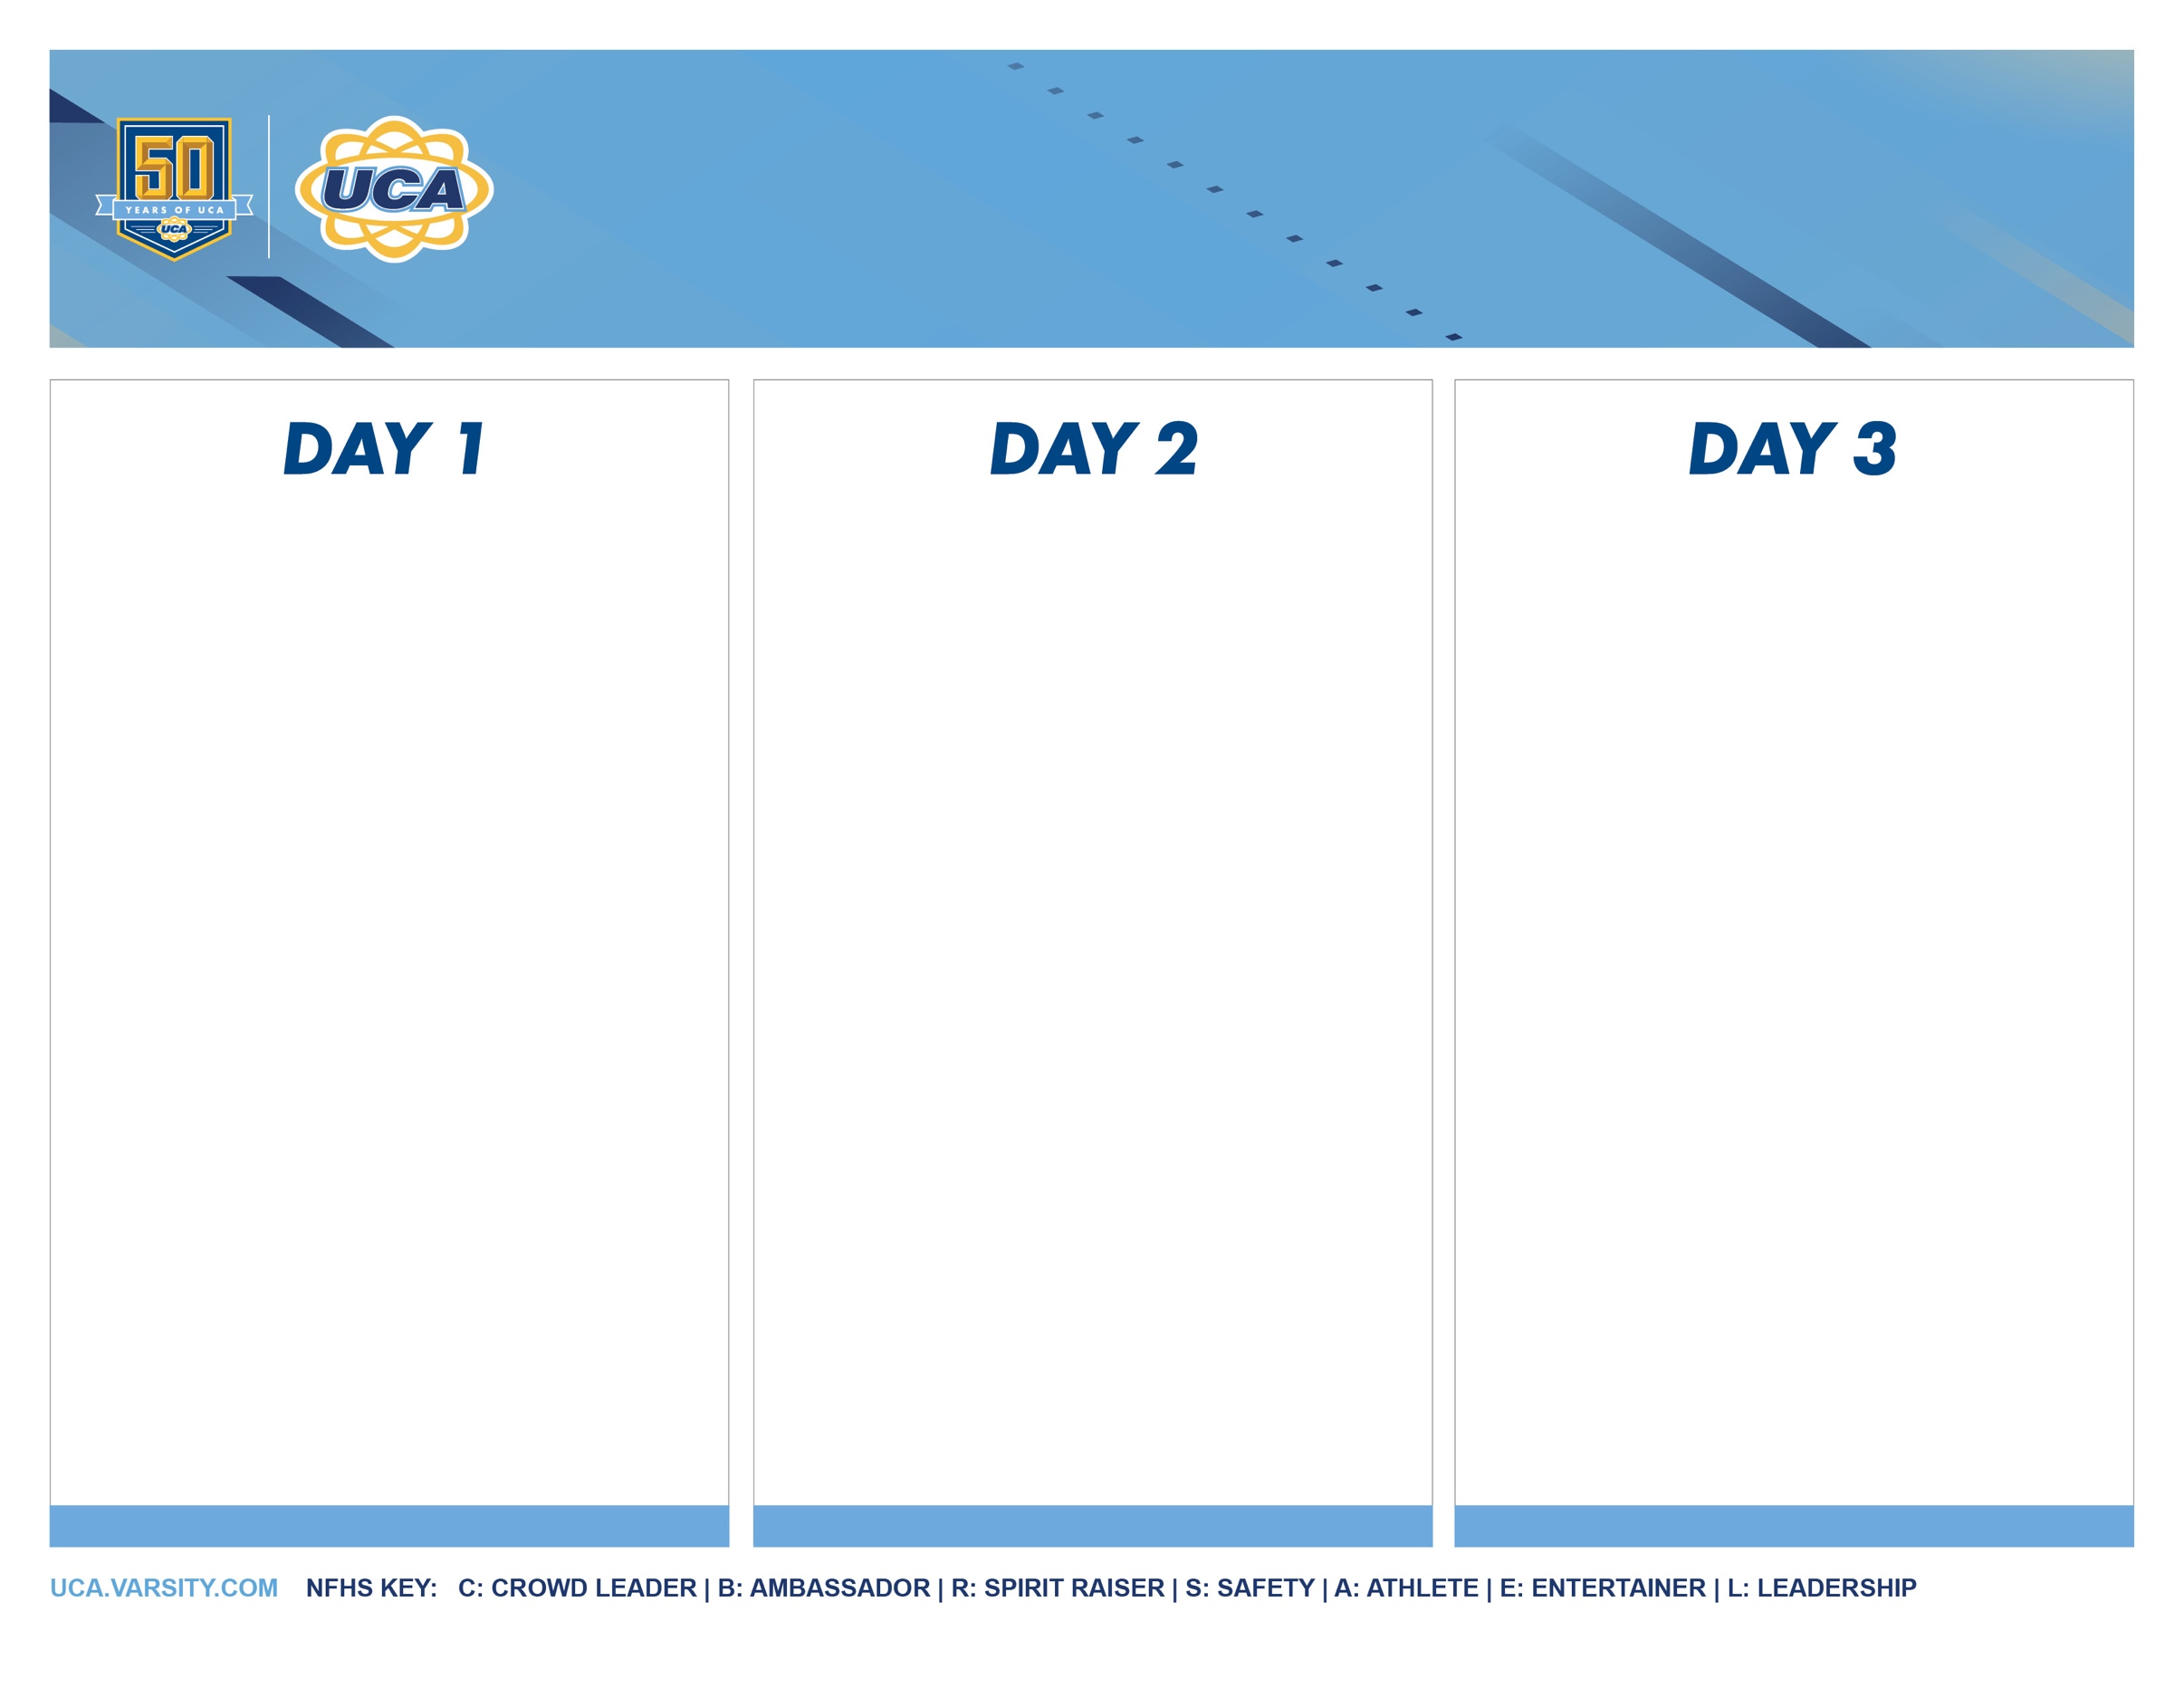 50
YEARS OF UCA
UCA
UCA
DAY 1
DAY 2
DAY 3
UCA.VARSITY.COM NFHS KEY: C: CROWD LEADER | B: AMBASSADOR | R: SPIRIT RAISER | S: SAFETY | A: ATHLETE | E: ENTERTAINER | L: LEADERSHIP